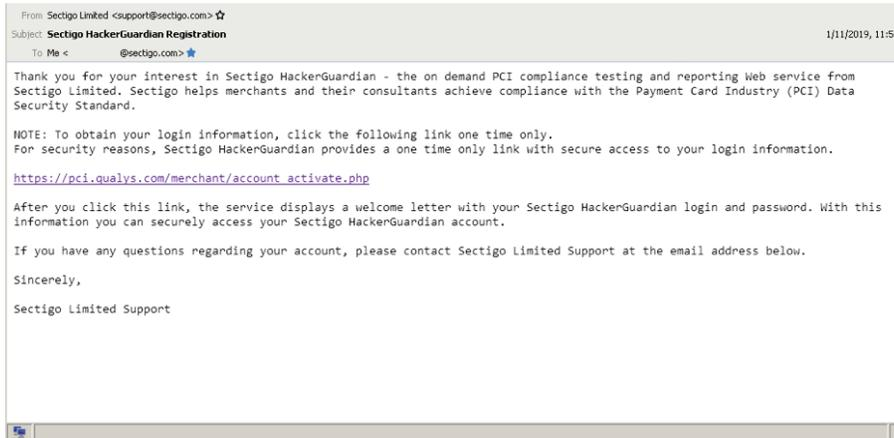 From Sectigo Limited <support@sectigo.com>
Subject Sectigo HackerGuardian Registration 1/11/2019, 11:5
To Me < @sectigo.com>
Thank you for your interest in Sectigo HackerGuardian - the on demand PCI compliance testing and reporting Web service from
Sectigo Limited. Sectigo helps merchants and their consultants achieve compliance with the Payment Card Industry (PCI) Data
Security Standard.
NOTE: To obtain your login information, click the following link one time only.
For security reasons, Sectigo HackerGuardian provides a one time only link with secure access to your login information.
https://pci.qualys.com/merchant/account_activate.php
After you click this link, the service displays a welcome letter with your Sectigo HackerGuardian login and password. With this
information you can securely access your Sectigo HackerGuardian account.
If you have any questions regarding your account, please contact Sectigo Limited Support at the email address below.
Sincerely,
Sectigo Limited Support